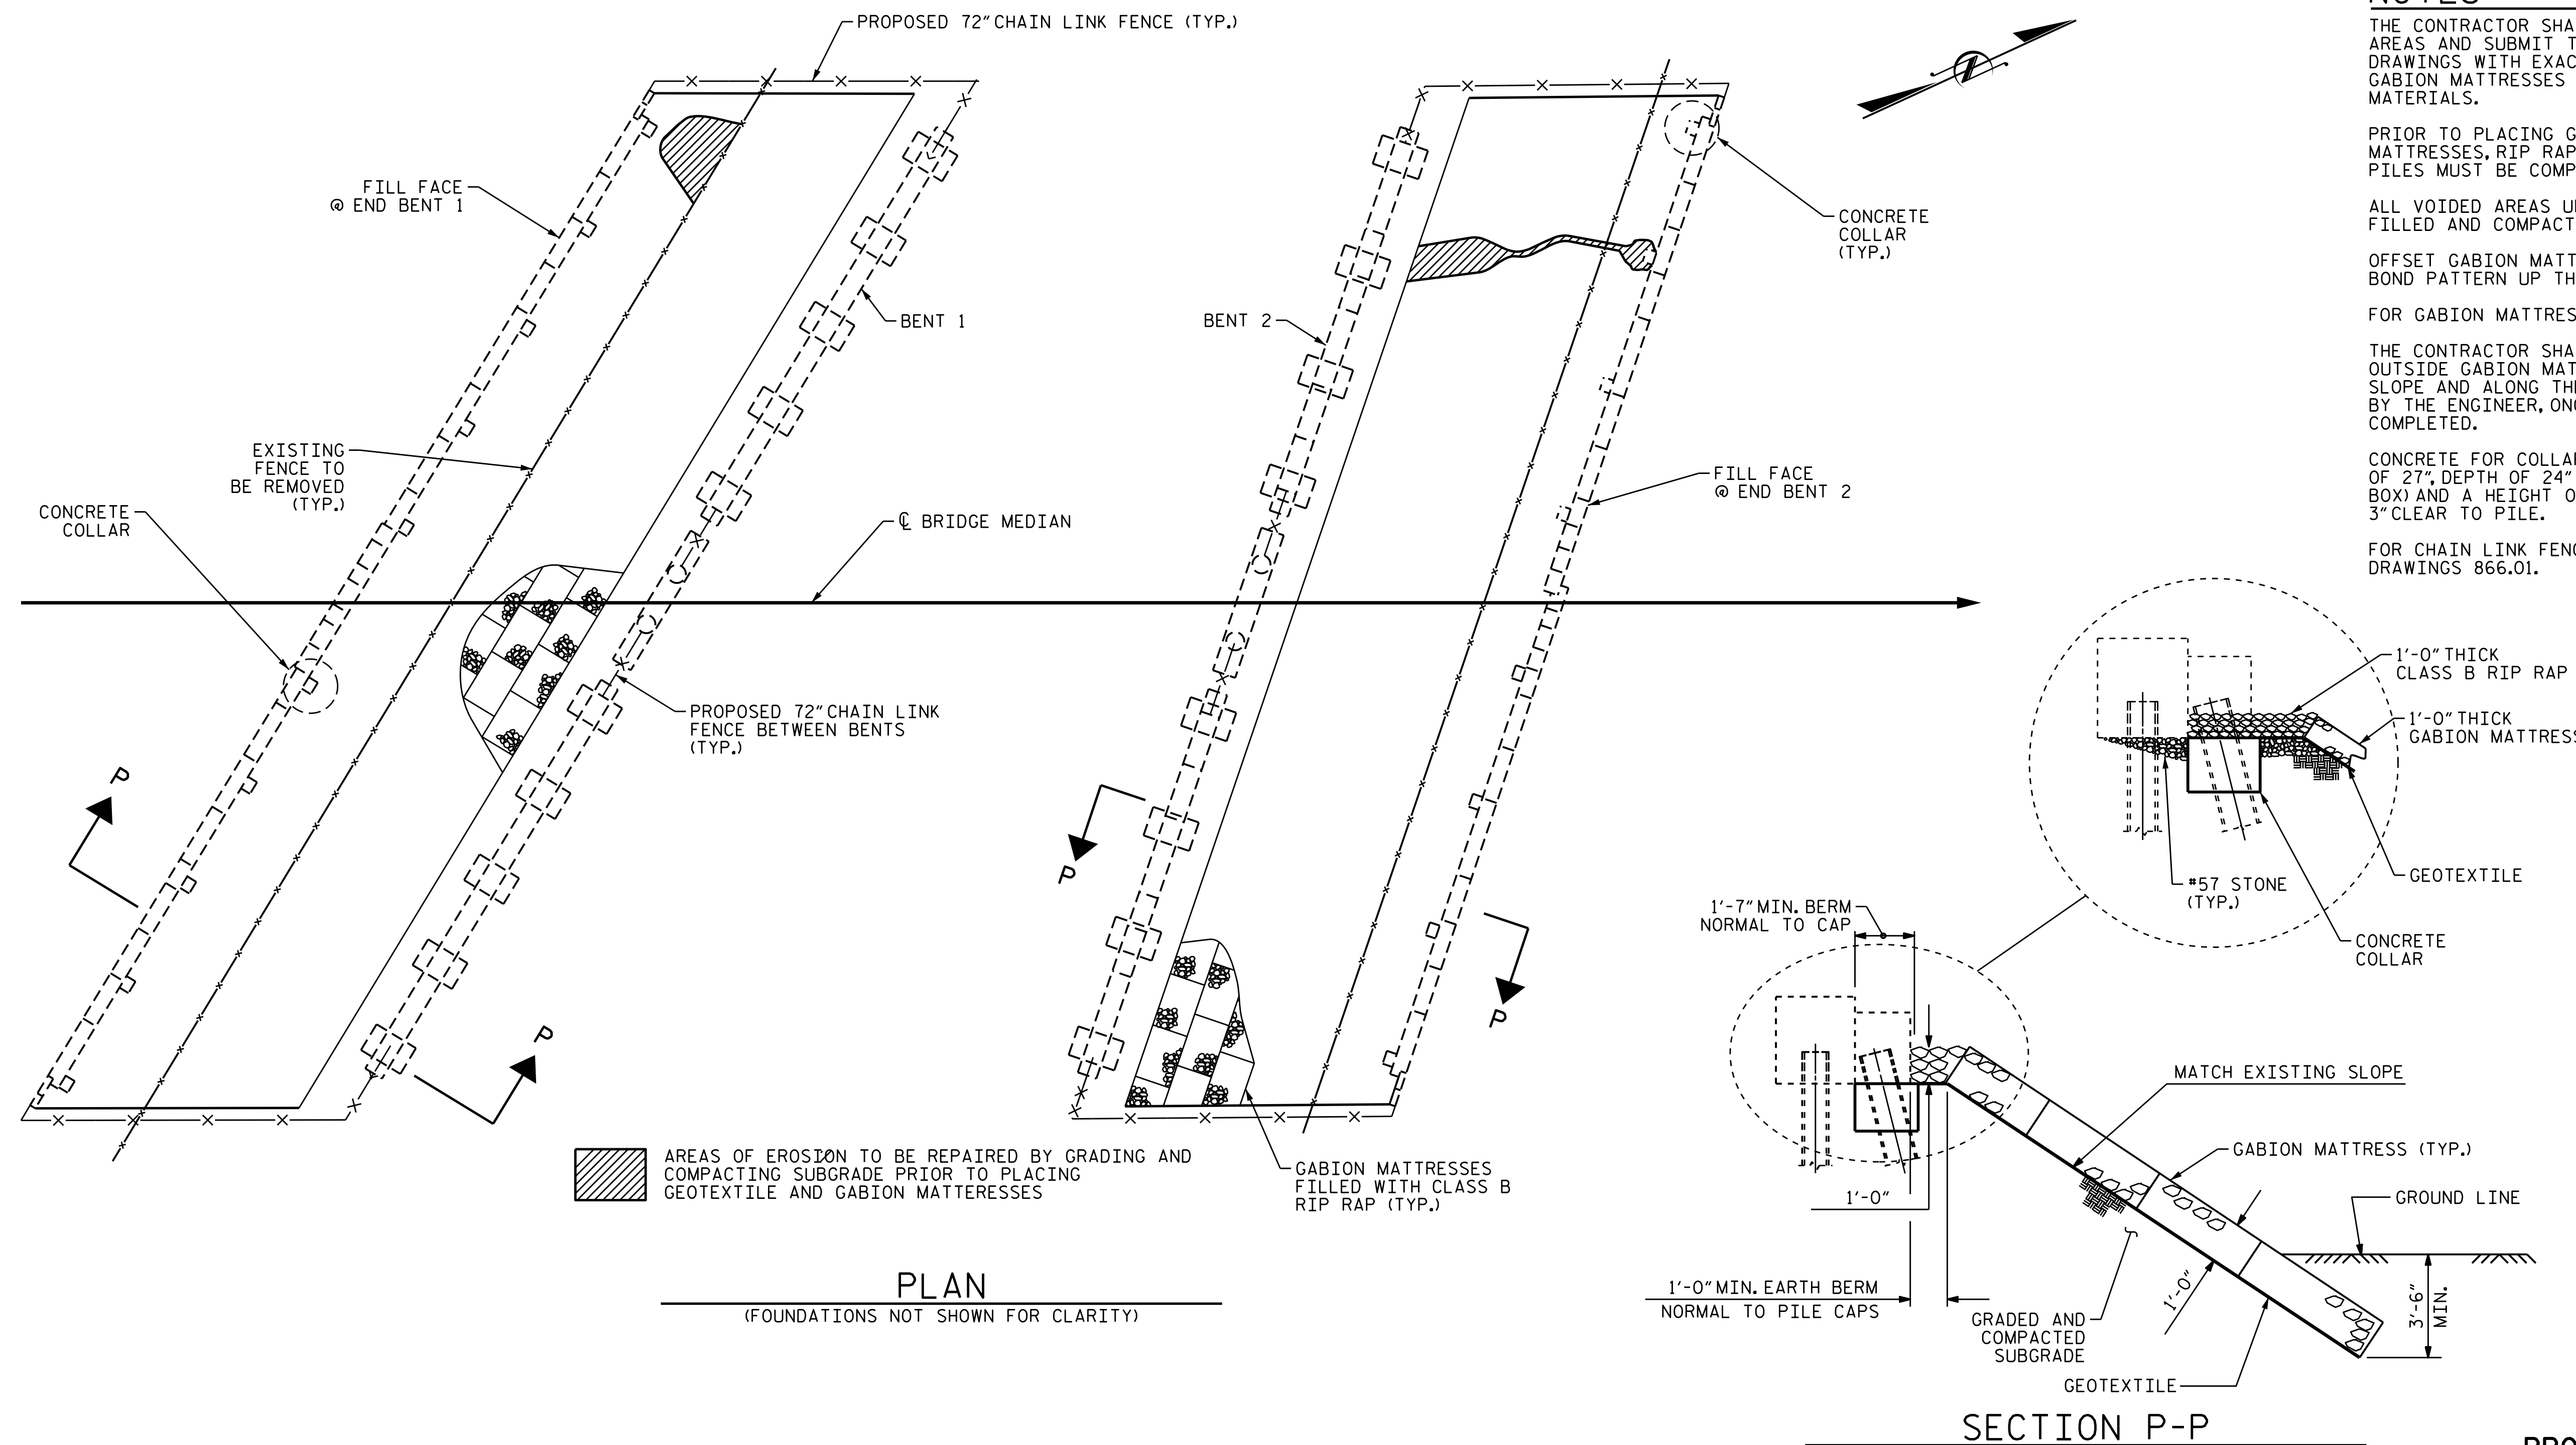 PROPOSED 72" CHAIN LINK FENCE (TYP.)
FILL FACE
@ END BENT 1
BENT 1
EXISTING
FENCE TO
BE REMOVED
(TYP.)
CONCRETE
COLLAR
℄ BRIDGE MEDIAN
PROPOSED 72" CHAIN LINK
FENCE BETWEEN BENTS
(TYP.)
P
P
BENT 2
CONCRETE
COLLAR
(TYP.)
FILL FACE
@ END BENT 2
P
P
AREAS OF EROSION TO BE REPAIRED BY GRADING AND
COMPACTING SUBGRADE PRIOR TO PLACING
GEOTEXTILE AND GABION MATTERESSES
GABION MATTRESSES
FILLED WITH CLASS B
RIP RAP (TYP.)
PLAN
(FOUNDATIONS NOT SHOWN FOR CLARITY)
NOTES
THE CONTRACTOR SHA
AREAS AND SUBMIT T
DRAWINGS WITH EXAC
GABION MATTRESSES
MATERIALS.
PRIOR TO PLACING G
MATTRESSES, RIP RAP
PILES MUST BE COMP
ALL VOIDED AREAS U
FILLED AND COMPACT
OFFSET GABION MATT
BOND PATTERN UP TH
FOR GABION MATTRES
THE CONTRACTOR SHA
OUTSIDE GABION MAT
SLOPE AND ALONG TH
BY THE ENGINEER, ON
COMPLETED.
CONCRETE FOR COLLA
OF 27", DEPTH OF 24"
BOX) AND A HEIGHT O
3" CLEAR TO PILE.
FOR CHAIN LINK FENC
DRAWINGS 866.01.
1'-0" THICK
CLASS B RIP RAP
1'-0" THICK
GABION MATTRESS
#57 STONE
(TYP.)
GEOTEXTILE
CONCRETE
COLLAR
1'-7" MIN. BERM
NORMAL TO CAP
MATCH EXISTING SLOPE
GABION MATTRESS (TYP.)
GROUND LINE
1'-0"
1'-0" MIN. EARTH BERM
NORMAL TO PILE CAPS
GRADED AND
COMPACTED
SUBGRADE
1'-0"
3'-6"
MIN.
GEOTEXTILE
SECTION P-P